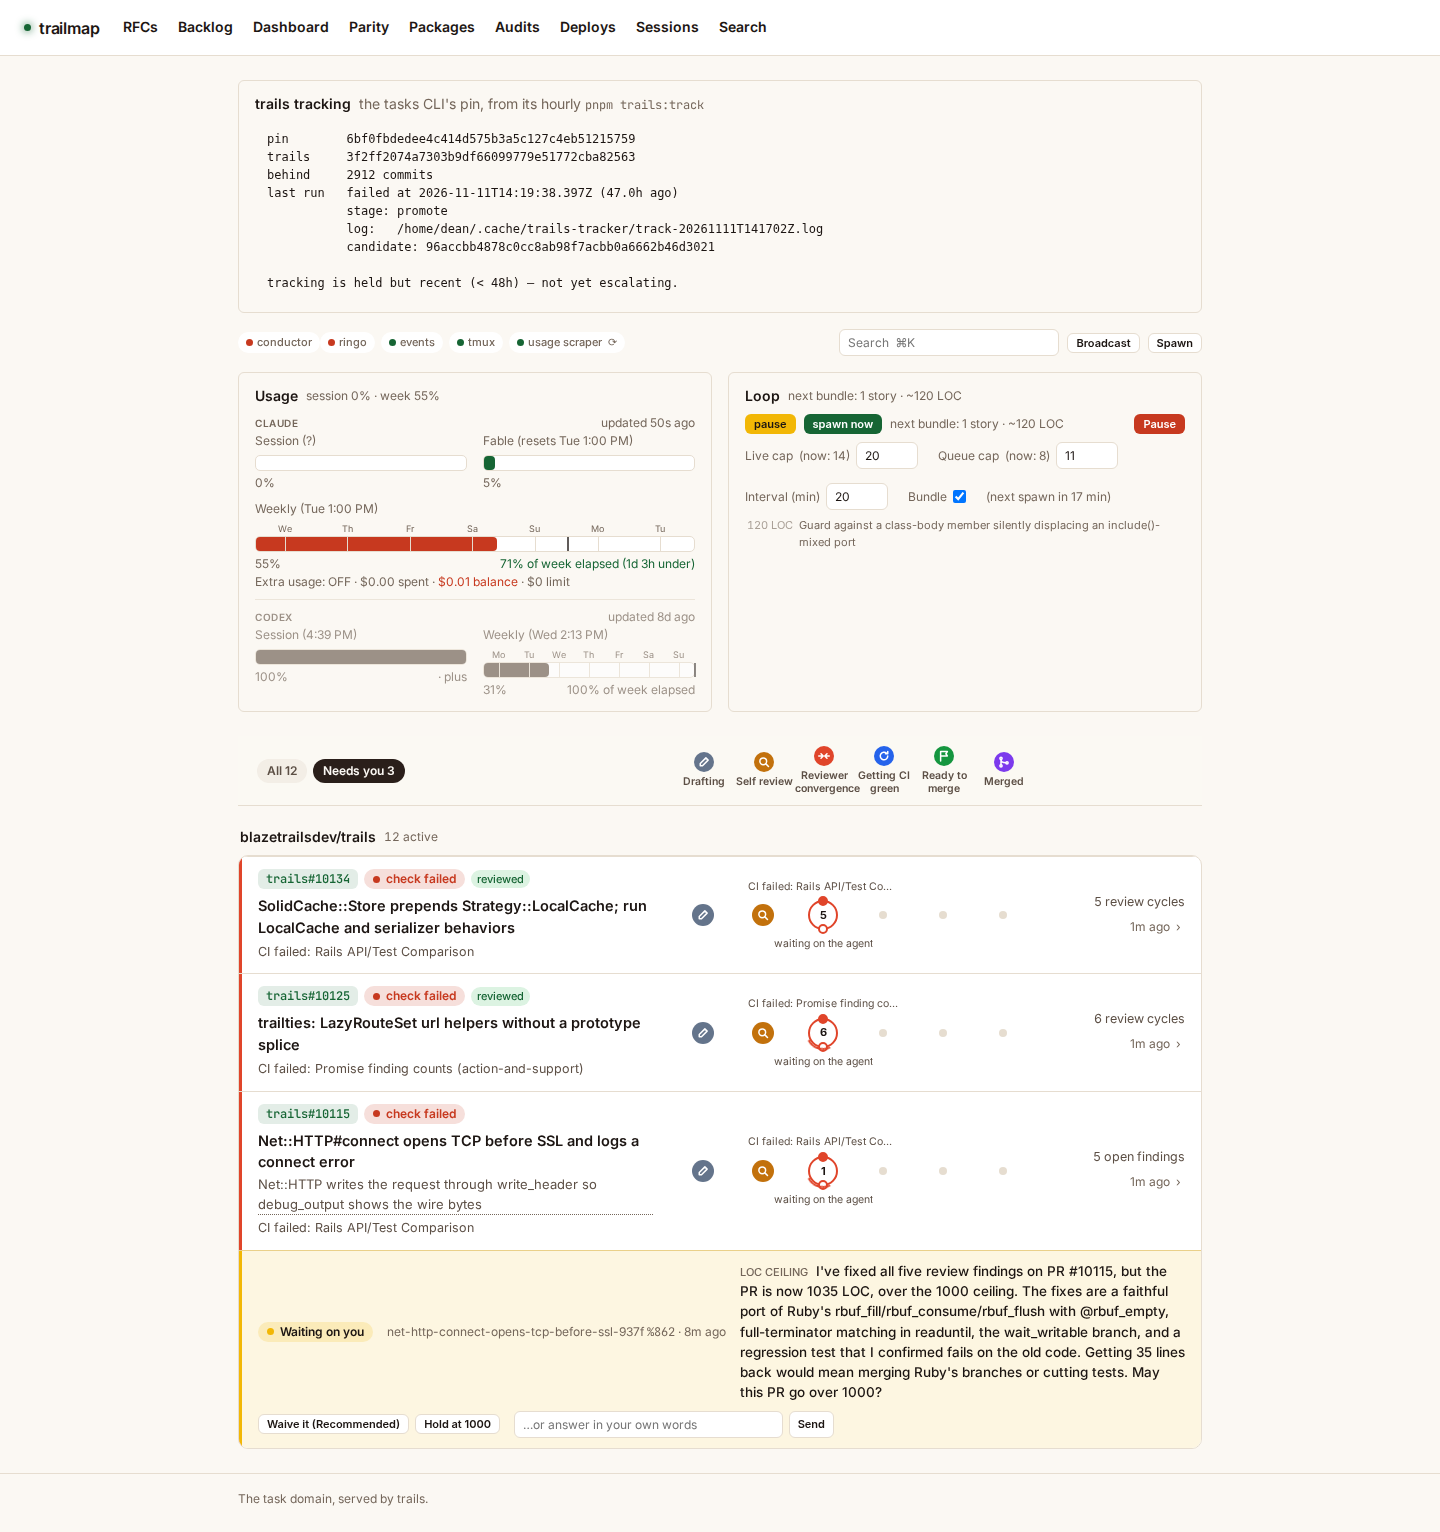 trailmap RFCs Backlog Dashboard Parity Packages Audits Deploys Sessions Search
trails tracking the tasks CLI's pin, from its hourly pnpm trails:track
pin 6bf0fbdedee4c414d575b3a5c127c4eb51215759
trails 3f2ff2074a7303b9df66099779e51772cba82563
behind 2912 commits
last run failed at 2026-11-11T14:19:38.397Z (47.0h ago)
stage: promote
log: /home/dean/.cache/trails-tracker/track-20261111T141702Z.log
candidate: 96accbb4878c0cc8ab98f7acbb0a6662b46d3021
tracking is held but recent (< 48h) — not yet escalating.
conductor ringo events tmux usage scraper ⟳ Search ⌘K Broadcast Spawn
Usage session 0% · week 55%
CLAUDE updated 50s ago
Session (?) Fable (resets Tue 1:00 PM)
0% 5%
Weekly (Tue 1:00 PM)
We Th Fr Sa Su Mo Tu
55% 71% of week elapsed (1d 3h under)
Extra usage: OFF · $0.00 spent · $0.01 balance · $0 limit
CODEX updated 8d ago
Session (4:39 PM) Weekly (Wed 2:13 PM)
Mo Tu We Th Fr Sa Su
100% · plus
31% 100% of week elapsed
Loop next bundle: 1 story · ~120 LOC
pause spawn now next bundle: 1 story · ~120 LOC Pause
Live cap (now: 14) 20 Queue cap (now: 8) 11
Interval (min) 20 Bundle (next spawn in 17 min)
120 LOC Guard against a class-body member silently displacing an include()-
mixed port
All 12 Needs you 3
Drafting Self review Reviewer convergence Getting CI green Ready to merge Merged
blazetrailsdev/trails 12 active
trails#10134 check failed reviewed
SolidCache::Store prepends Strategy::LocalCache; run
LocalCache and serializer behaviors
CI failed: Rails API/Test Comparison
CI failed: Rails API/Test Co...
5
waiting on the agent
5 review cycles
1m ago ›
trails#10125 check failed reviewed
trailties: LazyRouteSet url helpers without a prototype
splice
CI failed: Promise finding counts (action-and-support)
CI failed: Promise finding co...
6
waiting on the agent
6 review cycles
1m ago ›
trails#10115 check failed
Net::HTTP#connect opens TCP before SSL and logs a
connect error
Net::HTTP writes the request through write_header so
debug_output shows the wire bytes
CI failed: Rails API/Test Comparison
CI failed: Rails API/Test Co...
1
waiting on the agent
5 open findings
1m ago ›
Waiting on you net-http-connect-opens-tcp-before-ssl-937f %862 · 8m ago
LOC CEILING I've fixed all five review findings on PR #10115, but the
PR is now 1035 LOC, over the 1000 ceiling. The fixes are a faithful
port of Ruby's rbuf_fill/rbuf_consume/rbuf_flush with @rbuf_empty,
full-terminator matching in readuntil, the wait_writable branch, and a
regression test that I confirmed fails on the old code. Getting 35 lines
back would mean merging Ruby's branches or cutting tests. May
this PR go over 1000?
Waive it (Recommended) Hold at 1000 ...or answer in your own words Send
The task domain, served by trails.